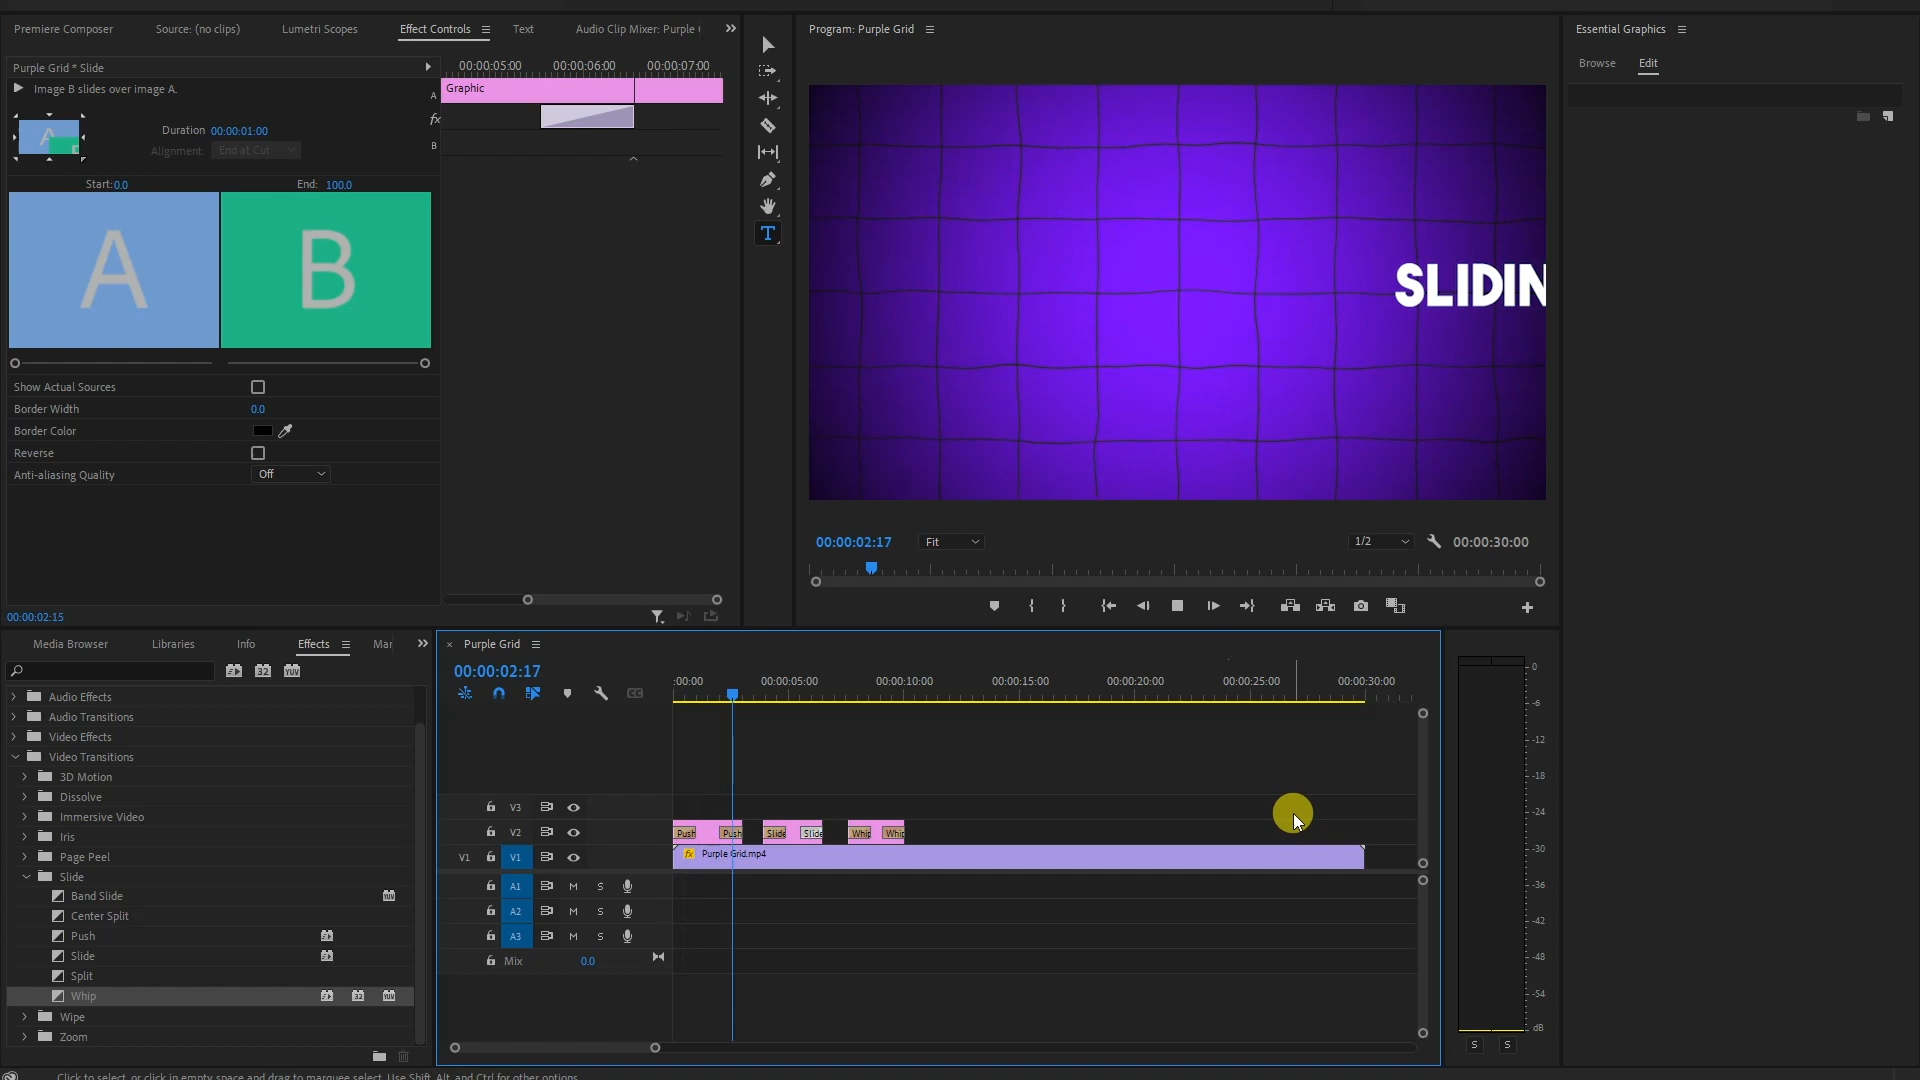 Premiere Composer
Source: (no clips)
Lumetri Scopes
Effect Controls
Text
Audio Clip Mixer: Purple
Purple Grid * Slide
Image B slides over image A.
Duration 00:00:01:00
Alignment: End at Cut
Start: 0.0
End: 100.0
A
B
Show Actual Sources
Border Width 0.0
Border Color
Reverse
Anti-aliasing Quality Off
00:00:05:00 00:00:06:00 00:00:07:00
A Graphic
fx
B
00:00:02:15
Program: Purple Grid
SLIDIN
00:00:02:17 Fit 1/2 00:00:30:00
Essential Graphics
Browse Edit
Media Browser Libraries Info Effects Mar
Audio Effects
Audio Transitions
Video Effects
Video Transitions
3D Motion
Dissolve
Immersive Video
Iris
Page Peel
Slide
Band Slide
Center Split
Push
Slide
Split
Whip
Wipe
Zoom
× Purple Grid
00:00:02:17
:00:00 00:00:05:00 00:00:10:00 00:00:15:00 00:00:20:00 00:00:25:00 00:00:30:00
V3
V2 Push Push Slide Slide Whip Whip
V1 V1 fx Purple Grid.mp4
A1 M S
A2 M S
A3 M S
Mix 0.0
0
-6
-12
-18
-24
-30
-36
-42
-48
-54
dB
S S
Click to select, or click in empty space and drag to marquee select. Use Shift, Alt, and Ctrl for other options.